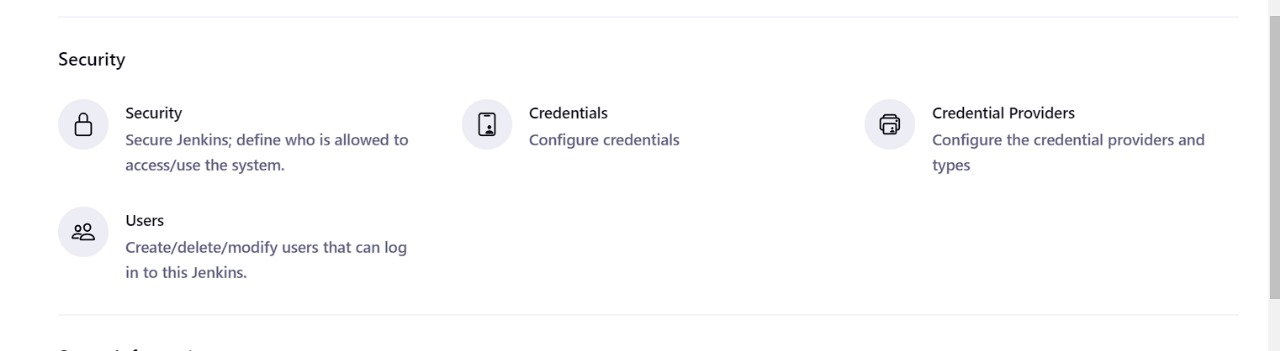 Security
Security
Secure Jenkins; define who is allowed to
access/use the system.
Credentials
Configure credentials
Credential Providers
Configure the credential providers and
types
Users
Create/delete/modify users that can log
in to this Jenkins.